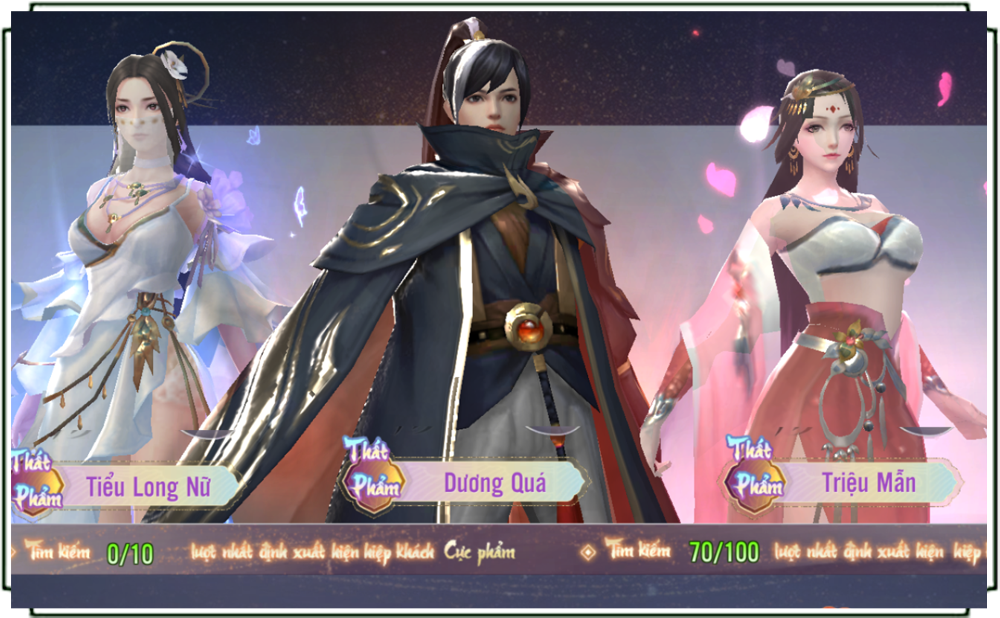 Thất
Phẩm
Tiểu Long Nữ
Thất
Phẩm
Dương Quá
Thất
Phẩm
Triệu Mẫn
Tìm kiếm 0/10 lượt nhất định xuất hiện hiệp khách Cực phẩm
Tìm kiếm 70/100 lượt nhất định xuất hiện hiệp